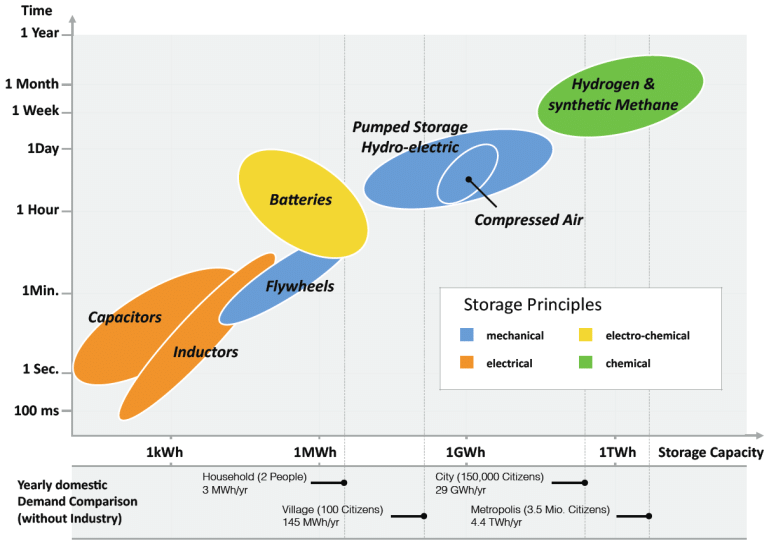 Time
1 Year
1 Month
1 Week
1Day
1 Hour
1Min.
1 Sec.
100 ms
Hydrogen &
synthetic Methane
Pumped Storage
Hydro-electric
Compressed Air
Batteries
Flywheels
Capacitors
Inductors
Storage Principles
mechanical
electro-chemical
electrical
chemical
1kWh
1MWh
1GWh
1TWh
Storage Capacity
Yearly domestic
Demand Comparison
(without Industry)
Household (2 People)
3 MWh/yr
Village (100 Citizens)
145 MWh/yr
City (150,000 Citizens)
29 GWh/yr
Metropolis (3.5 Mio. Citizens)
4.4 TWh/yr